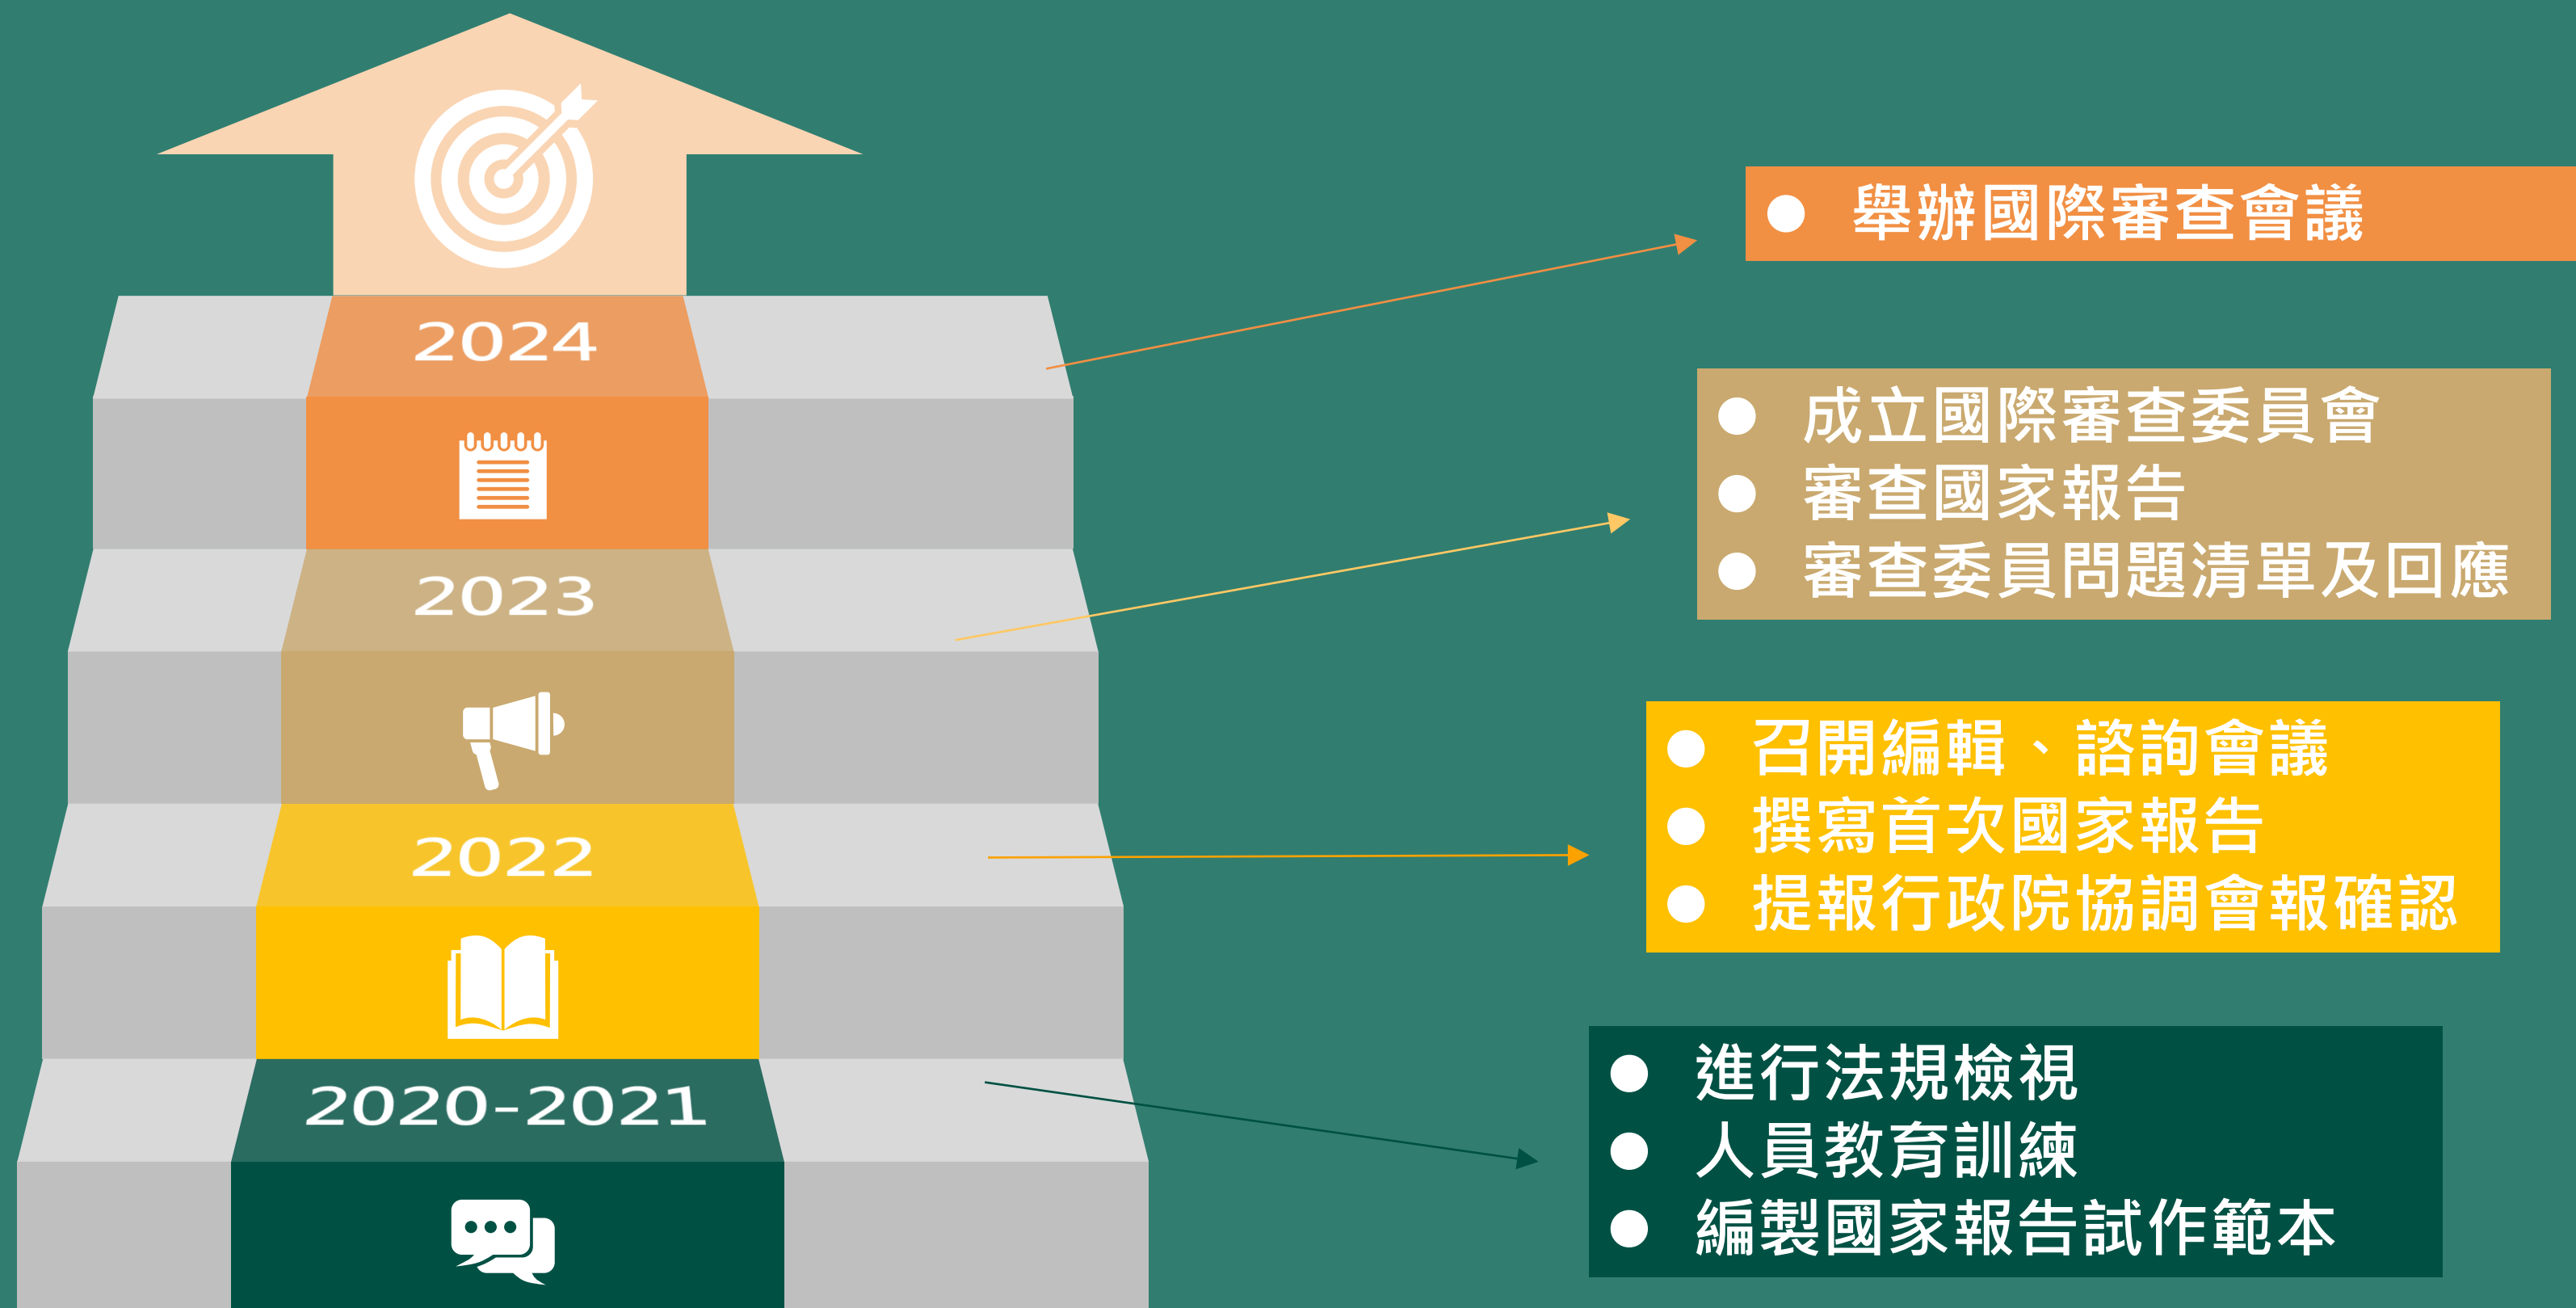 2024
● 舉辦國際審查會議
2023
● 成立國際審查委員會
● 審查國家報告
● 審查委員問題清單及回應
2022
● 召開編輯、諮詢會議
● 撰寫首次國家報告
● 提報行政院協調會報確認
2020-2021
● 進行法規檢視
● 人員教育訓練
● 編製國家報告試作範本